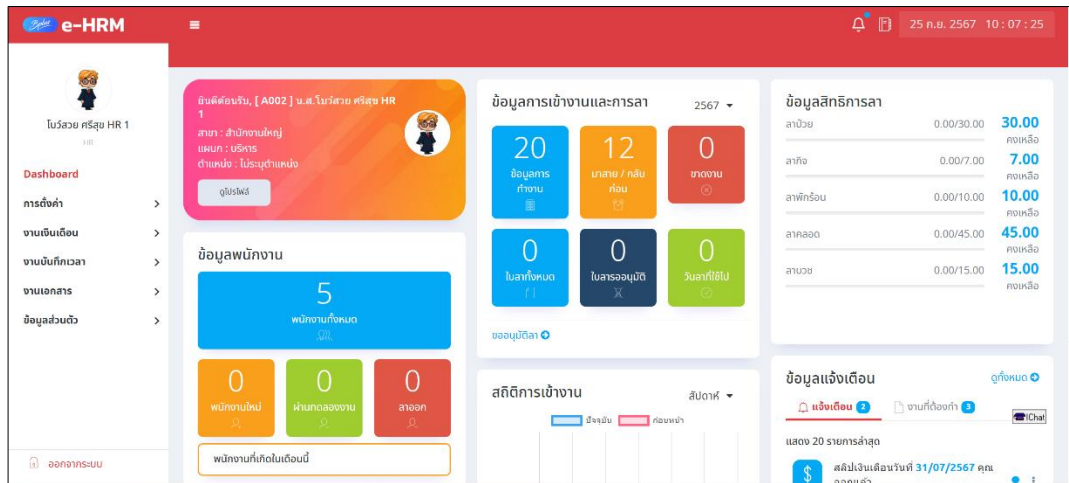 Bplus e-HRM
25 ก.ย. 2567 10 : 07 : 25
โมว์สวย ศรีสุข HR 1
HR
Dashboard
การตั้งค่า
งานเงินเดือน
งานบันทึกเวลา
งานเอกสาร
ข้อมูลส่วนตัว
ออกจากระบบ
ยินดีต้อนรับ, [ A002 ] น.ส.โมว์สวย ศรีสุข HR
1
สาขา : สำนักงานใหญ่
แผนก : บริหาร
ตำแหน่ง : ไม่ระบุตำแหน่ง
ดูโปรไฟล์
ข้อมูลพนักงาน
5
พนักงานทั้งหมด
0 0 0
พนักงานใหม่ ผ่านทดลองงาน ลาออก
พนักงานที่เกิดในเดือนนี้
ข้อมูลการเข้างานและการลา 2567
20 12 0
ข้อมูลการ มาสาย / กลับ ขาดงาน
ทำงาน ก่อน
0 0 0
ใบลาทั้งหมด ใบลารออนุมัติ วันลาที่ใช้ไป
ขออนุมัติลา
สถิติการเข้างาน สัปดาห์
ปัจจุบัน ก่อนหน้า
ข้อมูลสิทธิการลา
ลาป่วย 0.00/30.00 30.00
คงเหลือ
ลากิจ 0.00/7.00 7.00
คงเหลือ
ลาพักร้อน 0.00/10.00 10.00
คงเหลือ
ลาคลอด 0.00/45.00 45.00
คงเหลือ
ลาบวช 0.00/15.00 15.00
คงเหลือ
ข้อมูลแจ้งเตือน ดูทั้งหมด
แจ้งเตือน 2 งานที่ต้องทำ 3
!Chat
แสดง 20 รายการล่าสุด
สลิปเงินเดือนวันที่ 31/07/2567 คุณ
ออกแล้ว